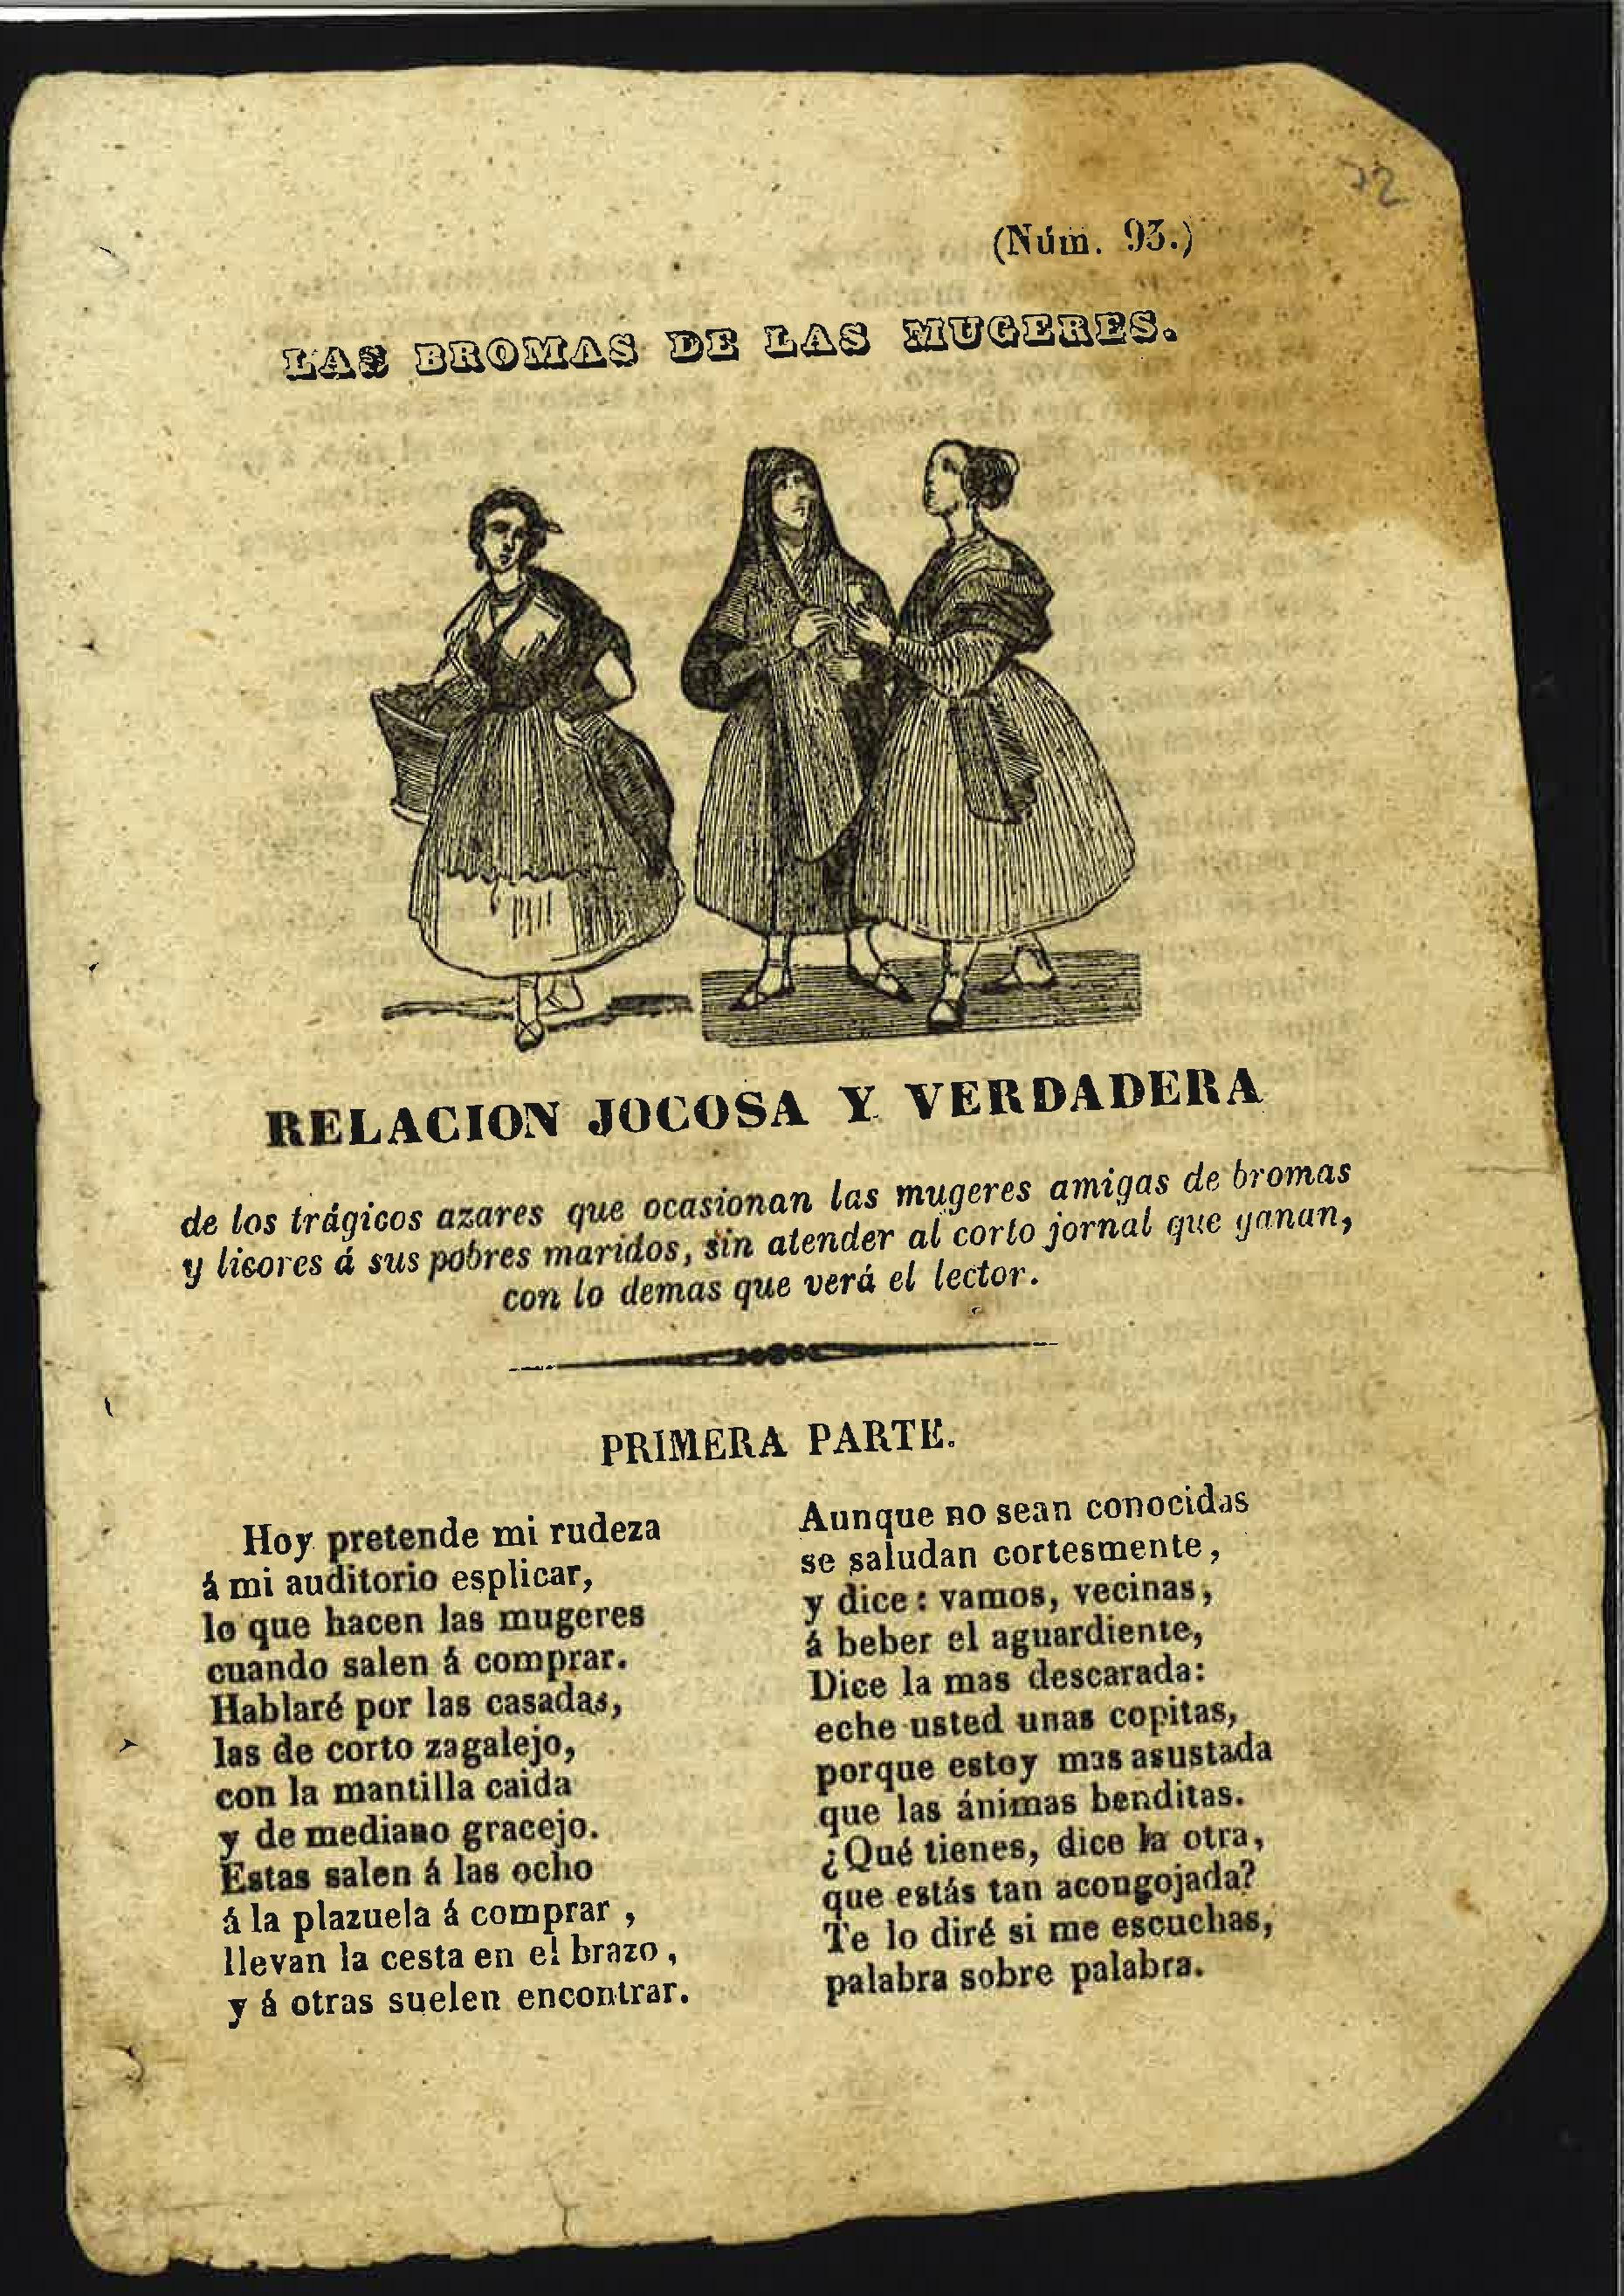 72
(Núm. 93.)
LAS BROMAS DE LAS MUGERES.
RELACION JOCOSA Y VERDADERA
de los trágicos azares que ocasionan las mugeres amigas de bromas
y licores á sus pobres maridos, sin atender al corto jornal que ganan,
con lo demas que verá el lector.
PRIMERA PARTE.
Hoy pretende mi rudeza
á mi auditorio esplicar,
lo que hacen las mugeres
cuando salen á comprar.
Hablaré por las casadas,
las de corto zagalejo,
con la mantilla caida
y de mediano gracejo.
Estas salen á las ocho
á la plazuela á comprar ,
llevan la cesta en el brazo ,
y á otras suelen encontrar.
Aunque no sean conocidas
se saludan cortesmente ,
y dice : vamos, vecinas,
á beber el aguardiente,
Dice la mas descarada:
eche usted unas copitas,
porque estoy mas asustada
que las ánimas benditas.
¿Qué tienes, dice la otra,
que estás tan acongojada?
Te lo diré si me escuchas,
palabra sobre palabra.